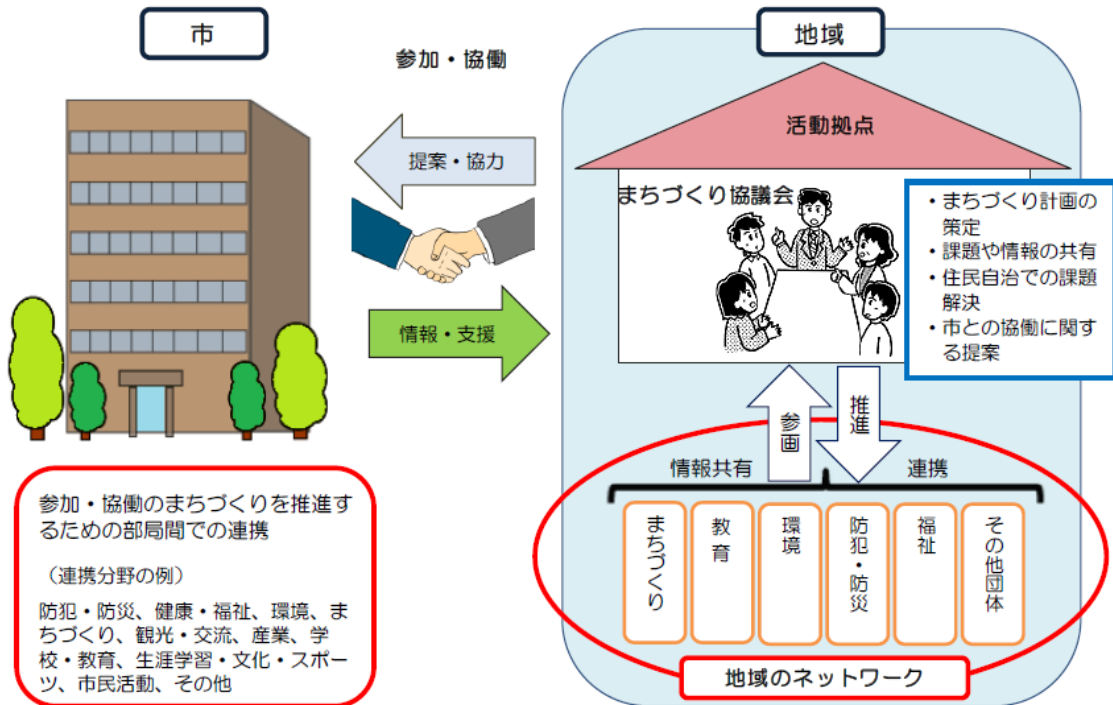 市
参加・協働
提案・協力
情報・支援
参加・協働のまちづくりを推進す
るための部局間での連携
（連携分野の例）
防犯・防災、健康・福祉、環境、ま
ちづくり、観光・交流、産業、学
校・教育、生涯学習・文化・スポー
ツ、市民活動、その他
地域
活動拠点
まちづくり協議会
・まちづくり計画の
策定
・課題や情報の共有
・住民自治での課題
解決
・市との協働に関す
る提案
参画
推進
情報共有
連携
まちづくり
教育
環境
防犯・防災
福祉
その他団体
地域のネットワーク